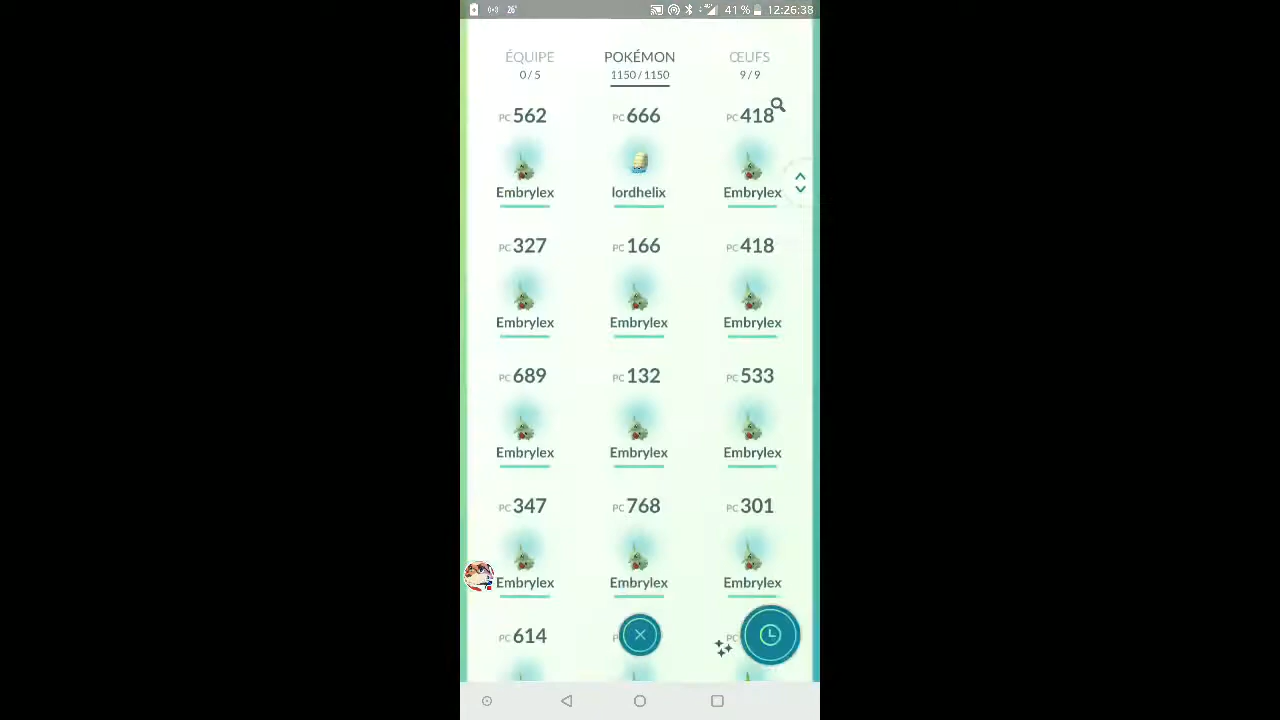 26°
41 %
12:26:38
ÉQUIPE
POKÉMON
ŒUFS
0 / 5
1150 / 1150
9 / 9
PC 562
PC 666
PC 418
Embrylex
lordhelix
Embrylex
PC 327
PC 166
PC 418
Embrylex
Embrylex
Embrylex
PC 689
PC 132
PC 533
Embrylex
Embrylex
Embrylex
PC 347
PC 768
PC 301
Embrylex
Embrylex
Embrylex
PC 614